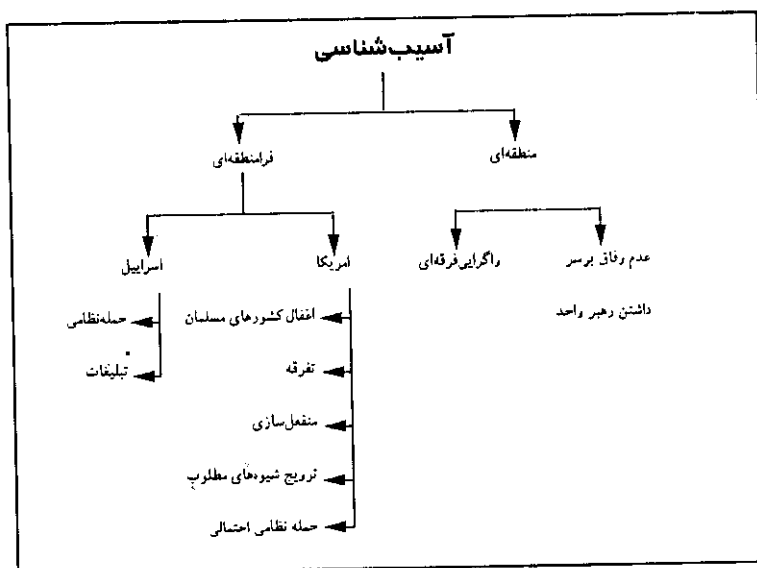 آسیب‌شناسی
منطقه‌ای
فرامنطقه‌ای
عدم وفاق برسر
داشتن رهبر واحد
واگرایی‌فرقه‌ای
امریکا
اسراییل
اغفال کشورهای مسلمان
تفرقه
منفعل‌سازی
ترویج شیوه‌های مطلوب
حمله نظامی احتمالی
حمله‌نظامی
تبلیغات